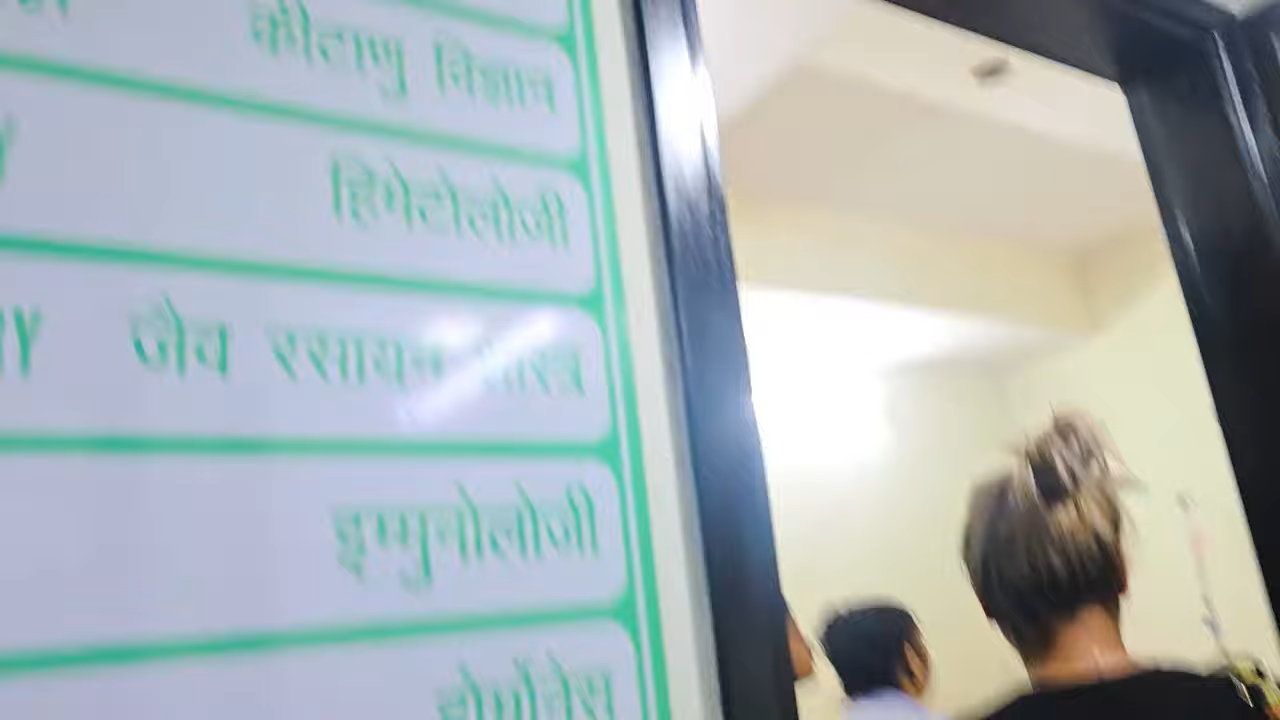 कीटाणु विज्ञान
हिमेटोलोजी
जैव रसायन शास्त्र
इम्युनोलोजी
होर्मोनेस